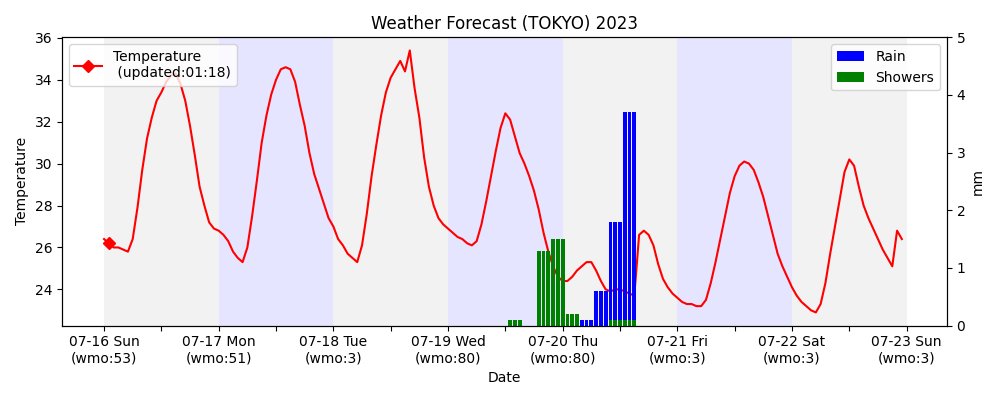 Weather Forecast (TOKYO) 2023
Temperature
(updated:01:18)
Rain
Showers
36
34
32
30
28
26
24
Temperature
5
4
3
2
1
0
mm
07-16 Sun
(wmo:53)
07-17 Mon
(wmo:51)
07-18 Tue
(wmo:3)
07-19 Wed
(wmo:80)
07-20 Thu
(wmo:80)
07-21 Fri
(wmo:3)
07-22 Sat
(wmo:3)
07-23 Sun
(wmo:3)
Date